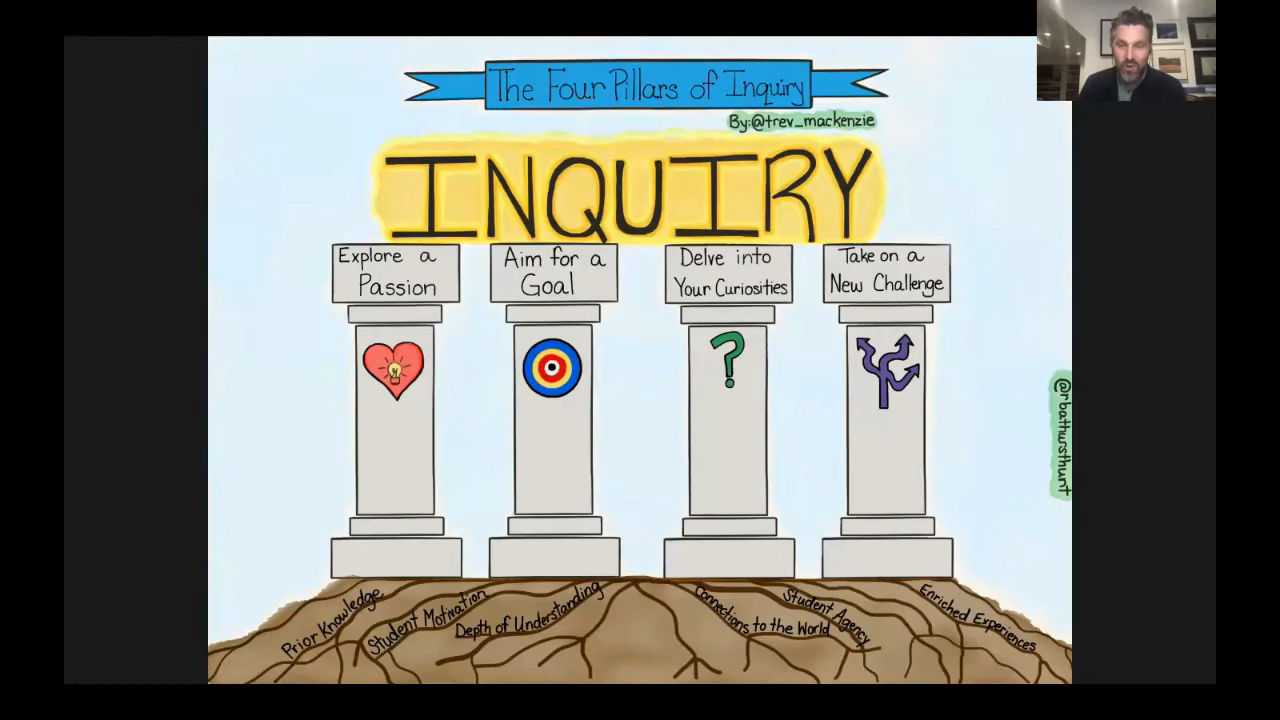 The Four Pillars of Inquiry
By:@trev_mackenzie
INQUIRY
Explore a
Passion
Aim for a
Goal
Delve into
Your Curiosities
Take on a
New Challenge
@rbathursthunt
Prior Knowledge
Student Motivation
Depth of Understanding
Connections to the World
Student Agency
Enriched Experiences